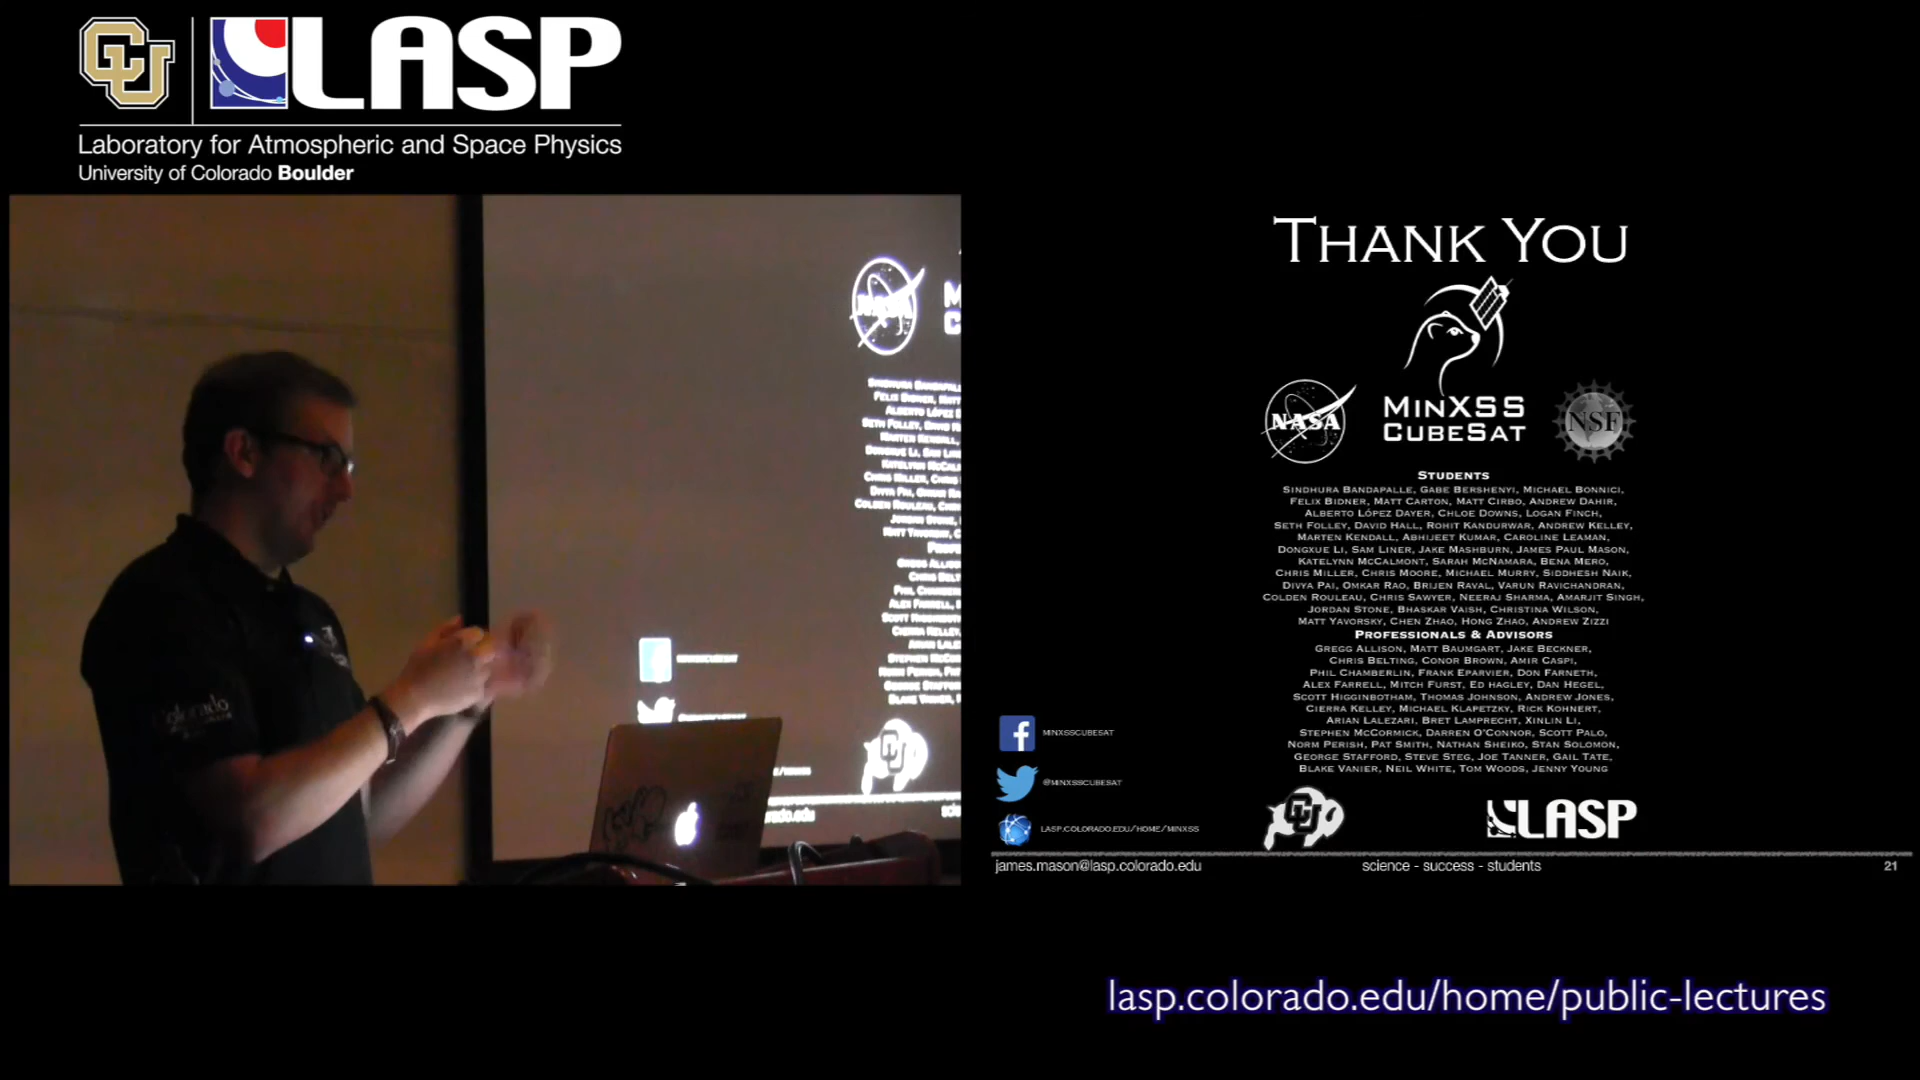 CU
LASP
Laboratory for Atmospheric and Space Physics
University of Colorado Boulder
NASA
MINXSSCUBESAT
Colorado
THANK YOU
NASA
MINXSS
CUBESAT
NSF
STUDENTS
SINDHURA BANDAPALLE, GABE BERSHENYI, MICHAEL BONNICI,
FELIX BIDNER, MATT CARTON, MATT CIRBO, ANDREW DAHIR,
ALBERTO LÓPEZ DAYER, CHLOE DOWNS, LOGAN FINCH,
SETH FOLLEY, DAVID HALL, ROHIT KANDURWAR, ANDREW KELLEY,
MARTEN KENDALL, ABHIJEET KUMAR, CAROLINE LEAMAN,
DONGXUE LI, SAM LINER, JAKE MASHBURN, JAMES PAUL MASON,
KATELYNN MCCALMONT, SARAH MCNAMARA, BENA MERO,
CHRIS MILLER, CHRIS MOORE, MICHAEL MURRY, SIDDHESH NAIK,
DIVYA PAI, OMKAR RAO, BRIJEN RAVAL, VARUN RAVICHANDRAN,
COLDEN ROULEAU, CHRIS SAWYER, NEERAJ SHARMA, AMARJIT SINGH,
JORDAN STONE, BHASKAR VAISH, CHRISTINA WILSON,
MATT YAVORSKY, CHEN ZHAO, HONG ZHAO, ANDREW ZIZZI
PROFESSIONALS & ADVISORS
GREGG ALLISON, MATT BAUMGART, JAKE BECKNER,
CHRIS BELTING, CONOR BROWN, AMIR CASPI,
PHIL CHAMBERLIN, FRANK EPARVIER, DON FARNETH,
ALEX FARRELL, MITCH FURST, ED HAGLEY, DAN HEGEL,
SCOTT HIGGINBOTHAM, THOMAS JOHNSON, ANDREW JONES,
CIERRA KELLEY, MICHAEL KLAPETZKY, RICK KOHNERT,
ARIAN LALEZARI, BRET LAMPRECHT, XINLIN LI,
STEPHEN MCCORMICK, DARREN O'CONNOR, SCOTT PALO,
NORM PERISH, PAT SMITH, NATHAN SHEIKO, STAN SOLOMON,
GEORGE STAFFORD, STEVE STEG, JOE TANNER, GAIL TATE,
BLAKE VANIER, NEIL WHITE, TOM WOODS, JENNY YOUNG
MINXSSCUBESAT
@MINXSSCUBESAT
LASP.COLORADO.EDU/HOME/MINXSS
CU
LASP
james.mason@lasp.colorado.edu
science - success - students
21
lasp.colorado.edu/home/public-lectures